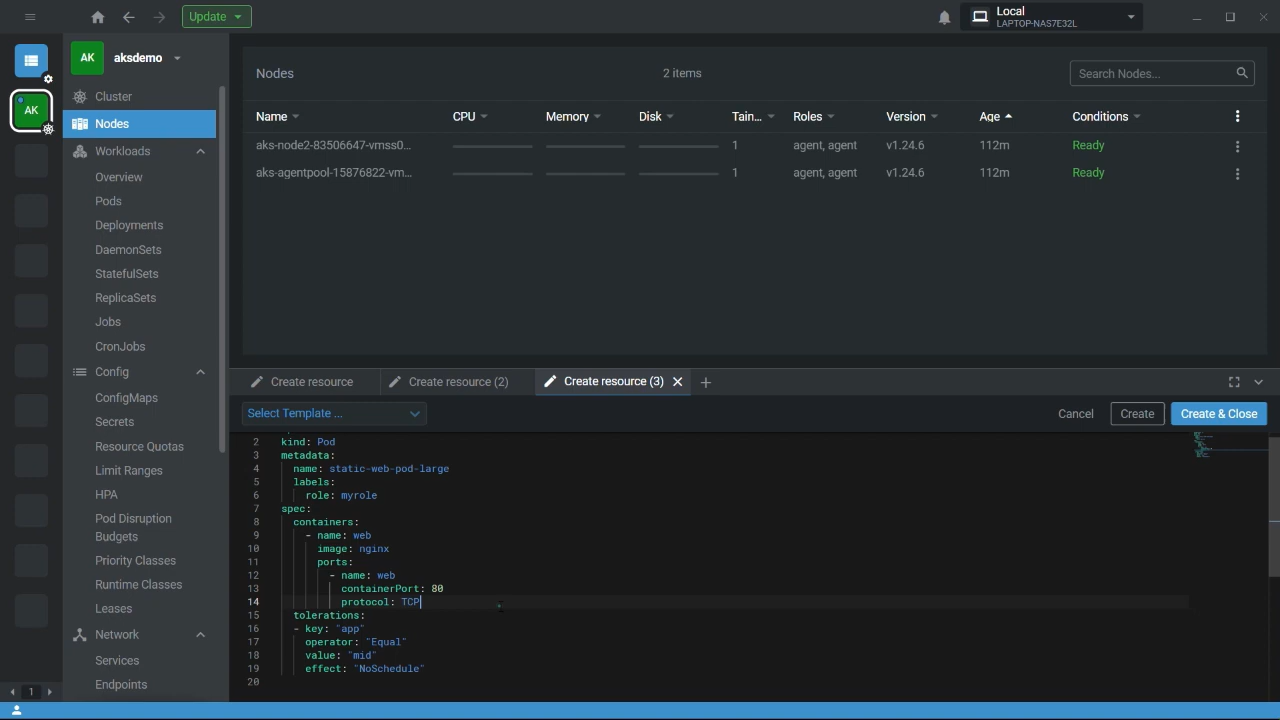 Update
Local
LAPTOP-NAS7E32L
AK
aksdemo
AK
Cluster
Nodes
Workloads
Overview
Pods
Deployments
DaemonSets
StatefulSets
ReplicaSets
Jobs
CronJobs
Config
ConfigMaps
Secrets
Resource Quotas
Limit Ranges
HPA
Pod Disruption
Budgets
Priority Classes
Runtime Classes
Leases
Network
Services
Endpoints
1
Nodes 2 items Search Nodes...
Name CPU Memory Disk Tain... Roles Version Age Conditions
aks-node2-83506647-vmss0... 1 agent, agent v1.24.6 112m Ready
aks-agentpool-15876822-vm... 1 agent, agent v1.24.6 112m Ready
Create resource Create resource (2) Create resource (3)
Select Template ... Cancel Create Create & Close
2 kind: Pod
3 metadata:
4 name: static-web-pod-large
5 labels:
6 role: myrole
7 spec:
8 containers:
9 - name: web
10 image: nginx
11 ports:
12 - name: web
13 containerPort: 80
14 protocol: TCP
15 tolerations:
16 - key: "app"
17 operator: "Equal"
18 value: "mid"
19 effect: "NoSchedule"
20